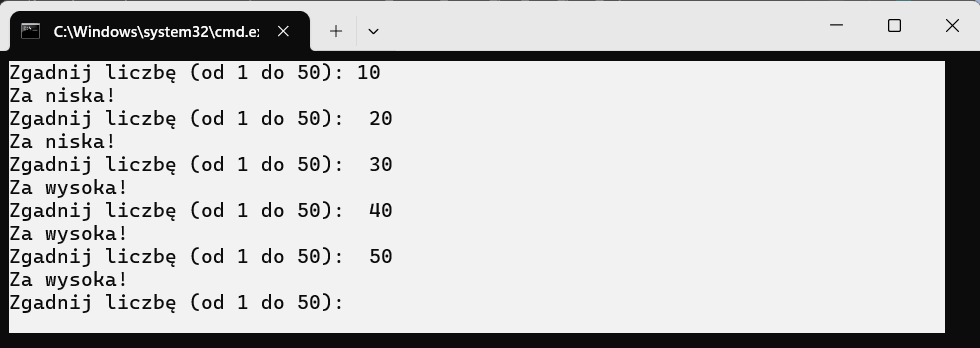 C:\Windows\system32\cmd.e
Zgadnij liczbę (od 1 do 50): 10
Za niska!
Zgadnij liczbę (od 1 do 50):  20
Za niska!
Zgadnij liczbę (od 1 do 50):  30
Za wysoka!
Zgadnij liczbę (od 1 do 50):  40
Za wysoka!
Zgadnij liczbę (od 1 do 50):  50
Za wysoka!
Zgadnij liczbę (od 1 do 50):